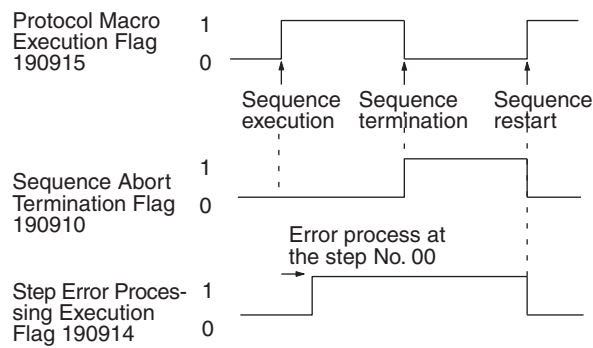 Protocol Macro
Execution Flag
190915
1
0
Sequence
execution
Sequence
termination
Sequence
restart
Sequence Abort
Termination Flag
190910
1
0
Error process at
the step No. 00
Step Error Proces-
sing Execution
Flag 190914
1
0